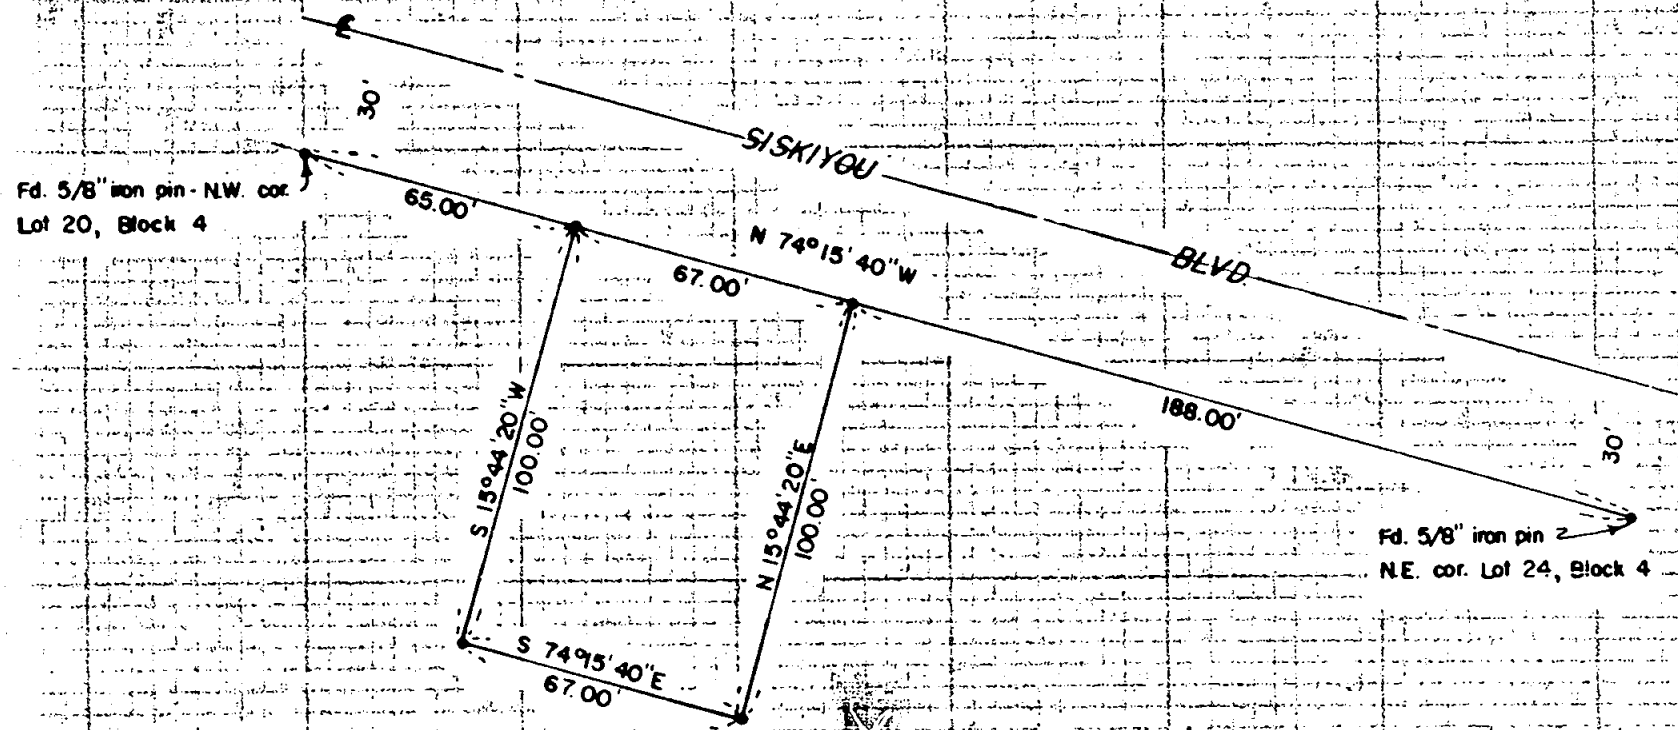 ℄
30'
SISKIYOU BLVD.
Fd. 5/8" iron pin - N.W. cor.
Lot 20, Block 4
65.00'
N 74°15'40"W
67.00'
188.00'
30'
S 15°44'20"W
100.00'
N 15°44'20"E
100.00'
Fd. 5/8" iron pin
N.E. cor. Lot 24, Block 4
S 74°15'40"E
67.00'